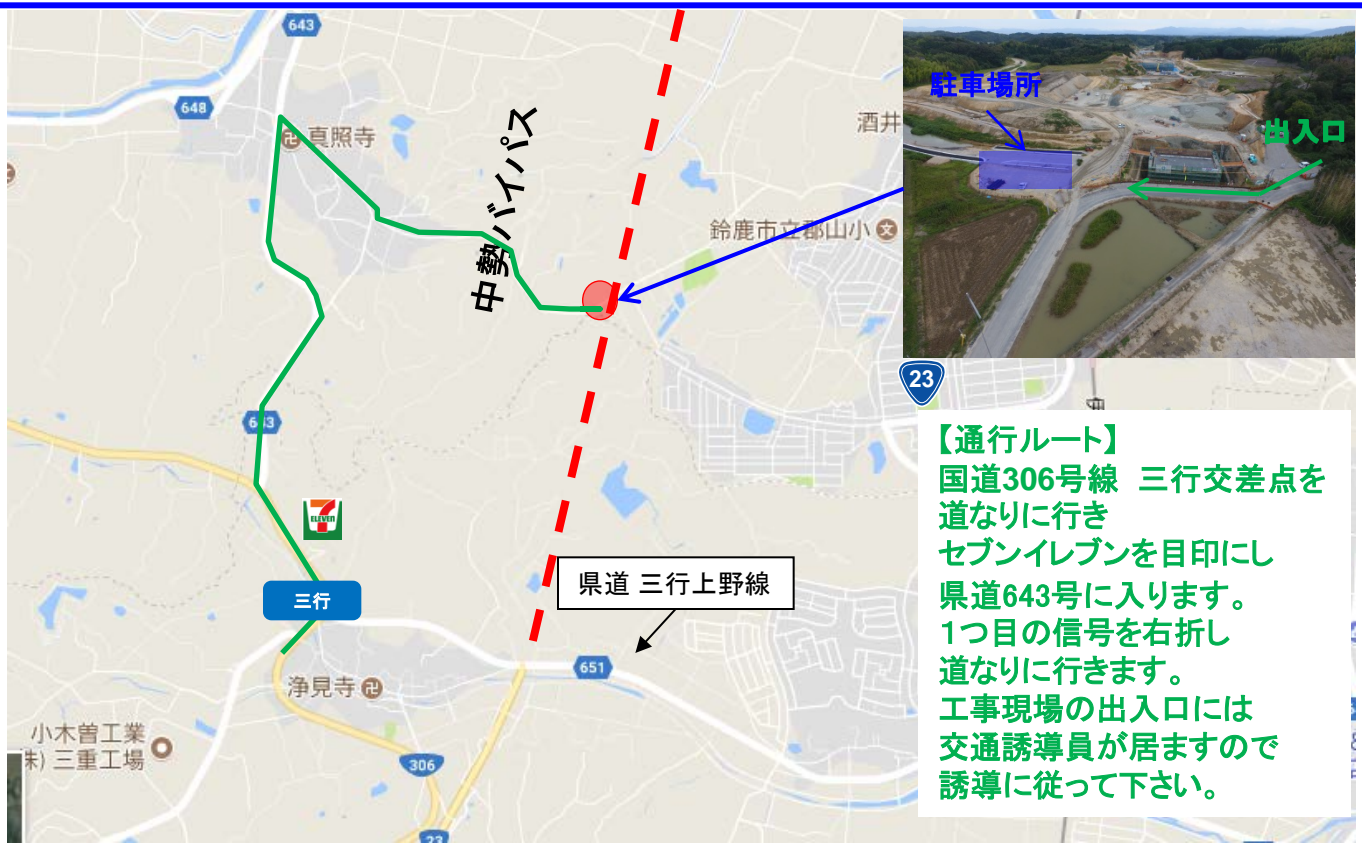 643
648
真照寺
中勢バイパス
酒井
鈴鹿市立郡山小
文
駐車場所
出入口
23
643
7
ELEVEN
三行
県道 三行上野線
651
浄見寺
小木曽工業
株) 三重工場
306
23
【通行ルート】
国道306号線 三行交差点を
道なりに行き
セブンイレブンを目印にし
県道643号に入ります。
1つ目の信号を右折し
道なりに行きます。
工事現場の出入口には
交通誘導員が居ますので
誘導に従って下さい。